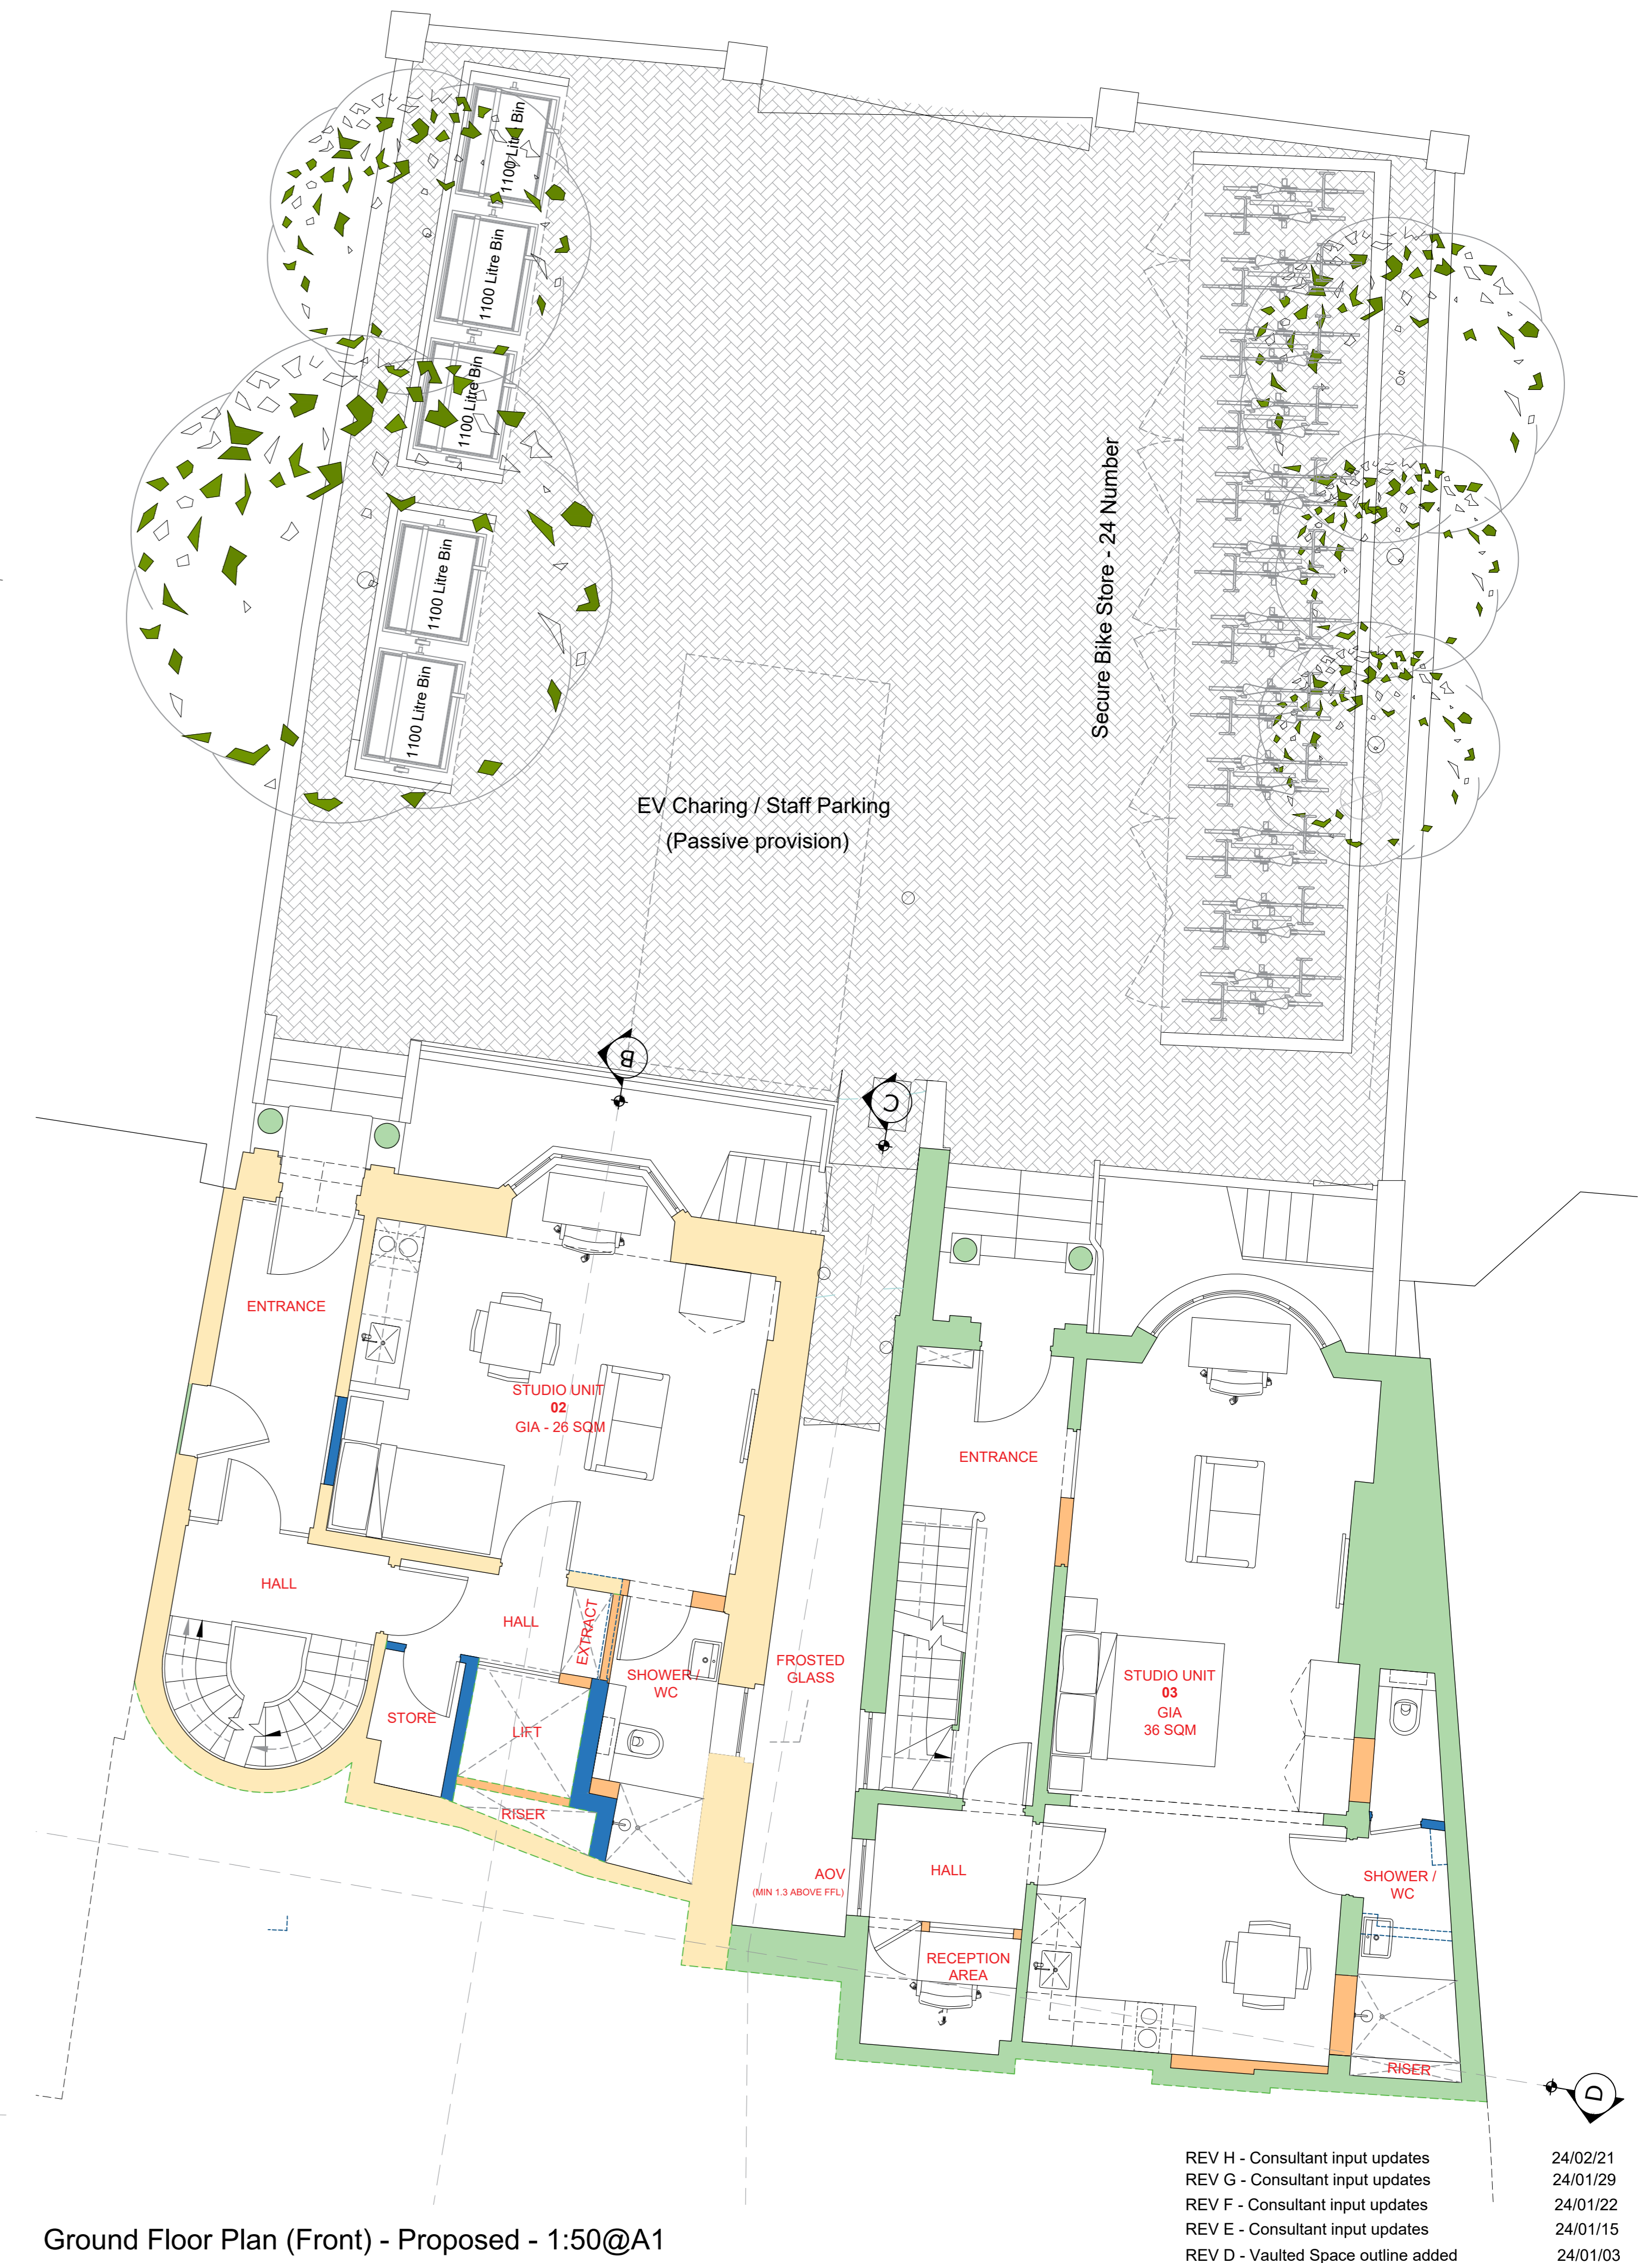 1100 Litre Bin
1100 Litre Bin
1100 Litre Bin
1100 Litre Bin
1100 Litre Bin
Secure Bike Store - 24 Number
EV Charing / Staff Parking
(Passive provision)
B
C
ENTRANCE
STUDIO UNIT
02
GIA - 26 SQM
ENTRANCE
HALL
HALL
EXTRACT
SHOWER /
WC
FROSTED
GLASS
STUDIO UNIT
03
GIA
36 SQM
STORE
LIFT
RISER
AOV
(MIN 1.3 ABOVE FFL)
HALL
SHOWER /
WC
RECEPTION
AREA
RISER
D
REV H - Consultant input updates 24/02/21
REV G - Consultant input updates 24/01/29
REV F - Consultant input updates 24/01/22
REV E - Consultant input updates 24/01/15
REV D - Vaulted Space outline added 24/01/03
Ground Floor Plan (Front) - Proposed - 1:50@A1